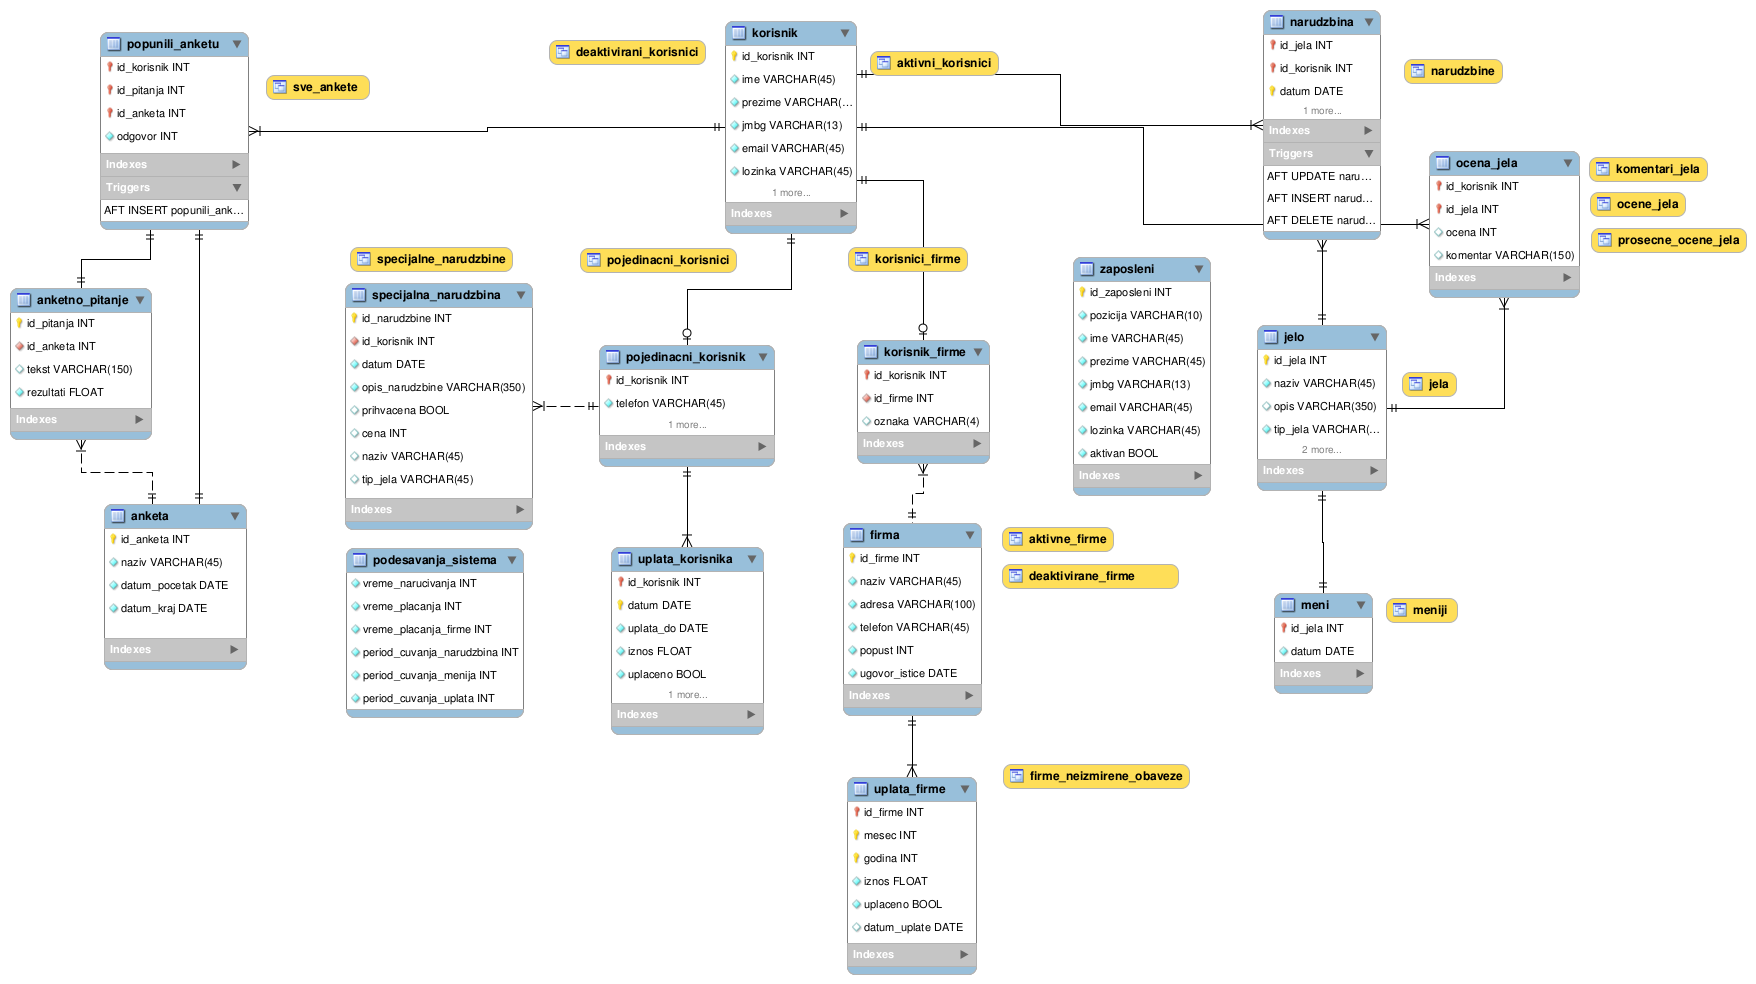 popunili_anketu
id_korisnik INT
id_pitanja INT
id_anketa INT
odgovor INT
Indexes
Triggers
AFT INSERT popunili_ank...
sve_ankete
deaktivirani_korisnici
korisnik
id_korisnik INT
ime VARCHAR(45)
prezime VARCHAR(...
jmbg VARCHAR(13)
email VARCHAR(45)
lozinka VARCHAR(45)
1 more...
Indexes
aktivni_korisnici
narudzbina
id_jela INT
id_korisnik INT
datum DATE
1 more...
Indexes
Triggers
AFT UPDATE naru...
AFT INSERT narud...
AFT DELETE narud...
narudzbine
ocena_jela
id_korisnik INT
id_jela INT
ocena INT
komentar VARCHAR(150)
Indexes
komentari_jela
ocene_jela
prosecne_ocene_jela
anketno_pitanje
id_pitanja INT
id_anketa INT
tekst VARCHAR(150)
rezultati FLOAT
Indexes
specijalne_narudzbine
specijalna_narudzbina
id_narudzbine INT
id_korisnik INT
datum DATE
opis_narudzbine VARCHAR(350)
prihvacena BOOL
cena INT
naziv VARCHAR(45)
tip_jela VARCHAR(45)
Indexes
pojedinacni_korisnici
pojedinacni_korisnik
id_korisnik INT
telefon VARCHAR(45)
1 more...
Indexes
korisnici_firme
korisnik_firme
id_korisnik INT
id_firme INT
oznaka VARCHAR(4)
Indexes
zaposleni
id_zaposleni INT
pozicija VARCHAR(10)
ime VARCHAR(45)
prezime VARCHAR(45)
jmbg VARCHAR(13)
email VARCHAR(45)
lozinka VARCHAR(45)
aktivan BOOL
Indexes
jelo
id_jela INT
naziv VARCHAR(45)
opis VARCHAR(350)
tip_jela VARCHAR(...
2 more...
Indexes
jela
anketa
id_anketa INT
naziv VARCHAR(45)
datum_pocetak DATE
datum_kraj DATE
Indexes
podesavanja_sistema
vreme_narucivanja INT
vreme_placanja INT
vreme_placanja_firme INT
period_cuvanja_narudzbina INT
period_cuvanja_menija INT
period_cuvanja_uplata INT
uplata_korisnika
id_korisnik INT
datum DATE
uplata_do DATE
iznos FLOAT
uplaceno BOOL
1 more...
Indexes
firma
id_firme INT
naziv VARCHAR(45)
adresa VARCHAR(100)
telefon VARCHAR(45)
popust INT
ugovor_istice DATE
Indexes
aktivne_firme
deaktivirane_firme
meni
id_jela INT
datum DATE
Indexes
meniji
uplata_firme
id_firme INT
mesec INT
godina INT
iznos FLOAT
uplaceno BOOL
datum_uplate DATE
Indexes
firme_neizmirene_obaveze